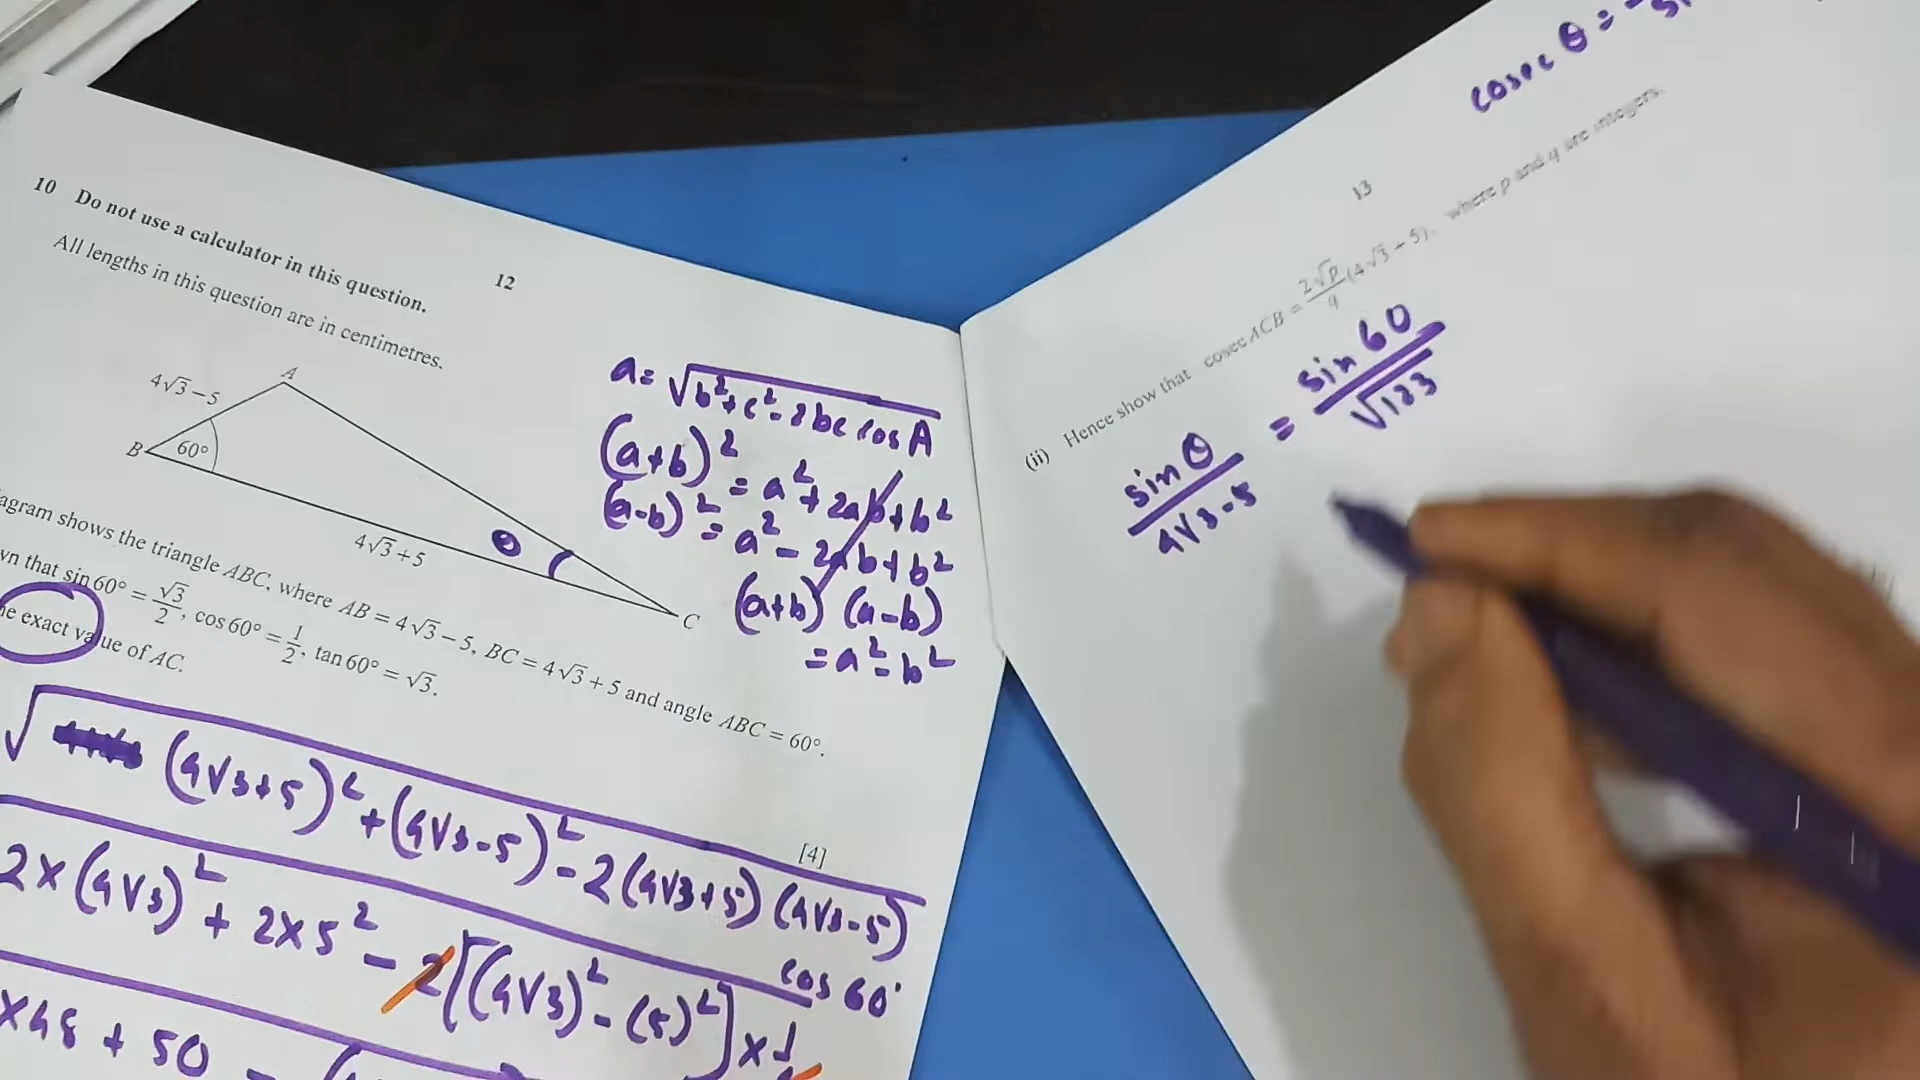 12
10 Do not use a calculator in this question.
All lengths in this question are in centimetres.
A
4√3−5
B
60°
4√3+5
θ
C
agram shows the triangle ABC, where AB = 4√3−5, BC = 4√3+5 and angle ABC = 60°.
wn that sin60° = √3/2, cos60° = 1/2, tan60° = √3.
he exact value of AC.
[4]
a = √b²+c²-2bc cos A
(a+b)² = a²+2ab+b²
(a-b)² = a²-2ab+b²
(a+b)(a-b)
= a²-b²
√(4√3+5)²+(4√3-5)²-2(4√3+5)(4√3-5)
cos 60°
2×(4√3)²+2×5²-2[(4√3)²-(5)²]×1
×48 + 50 -
cosec θ =
13
(ii) Hence show that cosec ACB = 2√p/q (4√3+5), where p and q are integers.
sin θ/4√3-5 = sin 60/√123